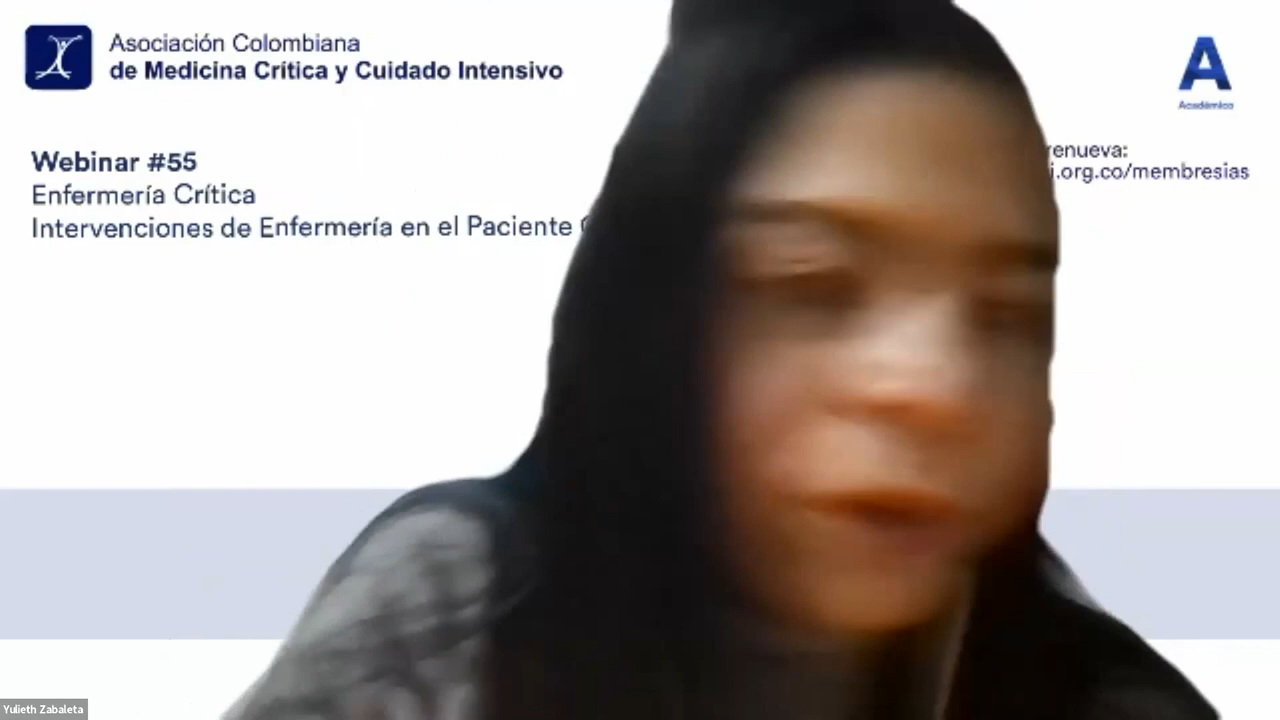 Asociación Colombiana
de Medicina Crítica y Cuidado Intensivo
A
Académico
Webinar #55
Enfermería Crítica
Intervenciones de Enfermería en el Paciente
renueva:
i.org.co/membresias
Yulieth Zabaleta